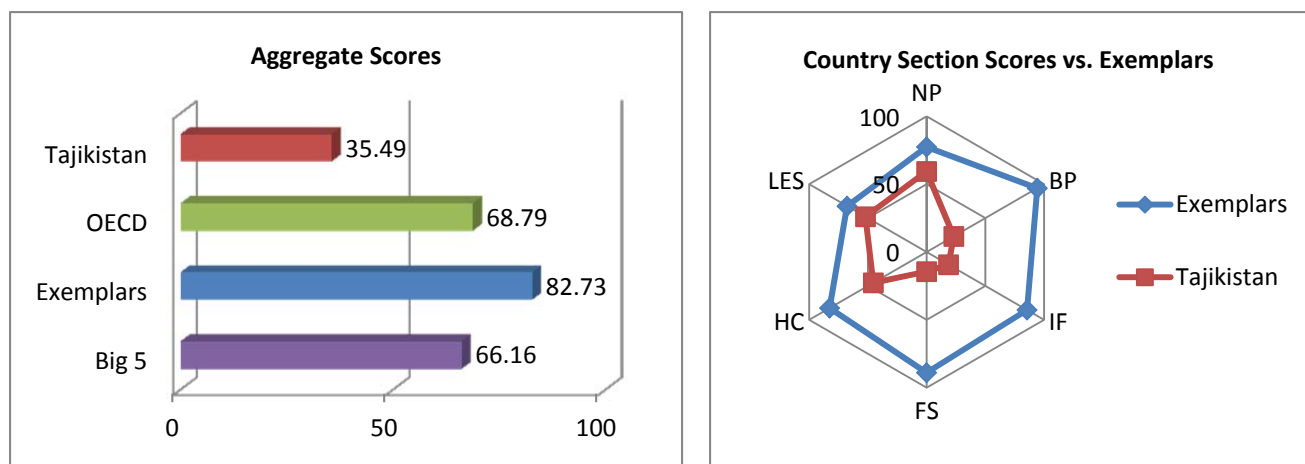 Aggregate Scores
Tajikistan
35.49
OECD
68.79
Exemplars
82.73
Big 5
66.16
0
50
100
Country Section Scores vs. Exemplars
NP
100
LES
50
BP
0
HC
IF
FS
Exemplars
Tajikistan